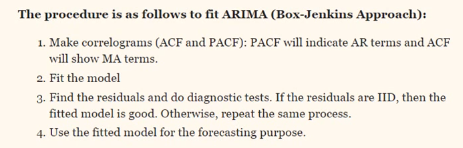 The procedure is as follows to fit ARIMA (Box-Jenkins Approach):
1. Make correlograms (ACF and PACF): PACF will indicate AR terms and ACF
will show MA terms.
2. Fit the model
3. Find the residuals and do diagnostic tests. If the residuals are IID, then the
fitted model is good. Otherwise, repeat the same process.
4. Use the fitted model for the forecasting purpose.